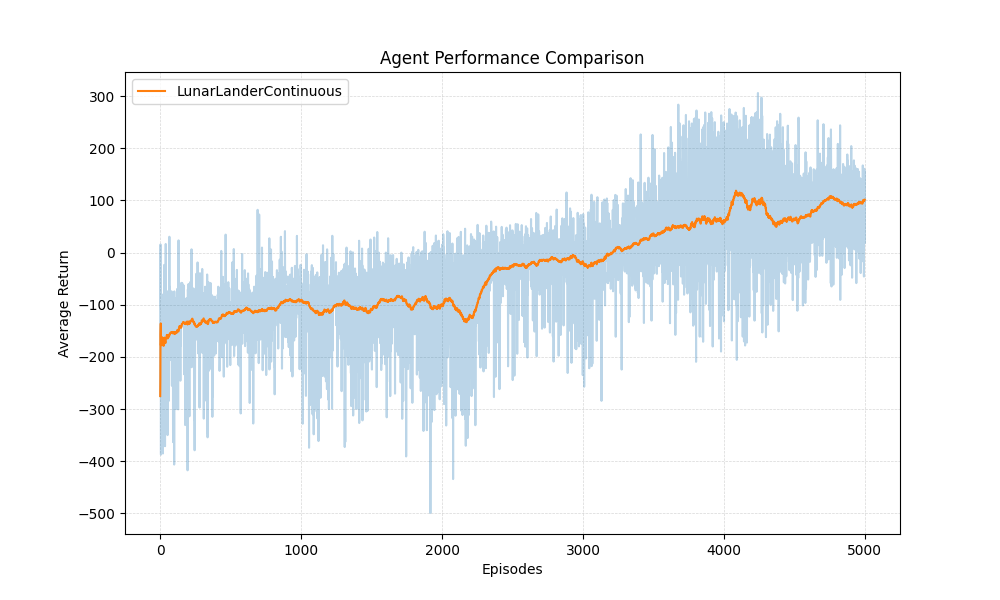 Agent Performance Comparison
LunarLanderContinuous
300
200
100
0
−100
−200
−300
−400
−500
Average Return
0 1000 2000 3000 4000 5000
Episodes